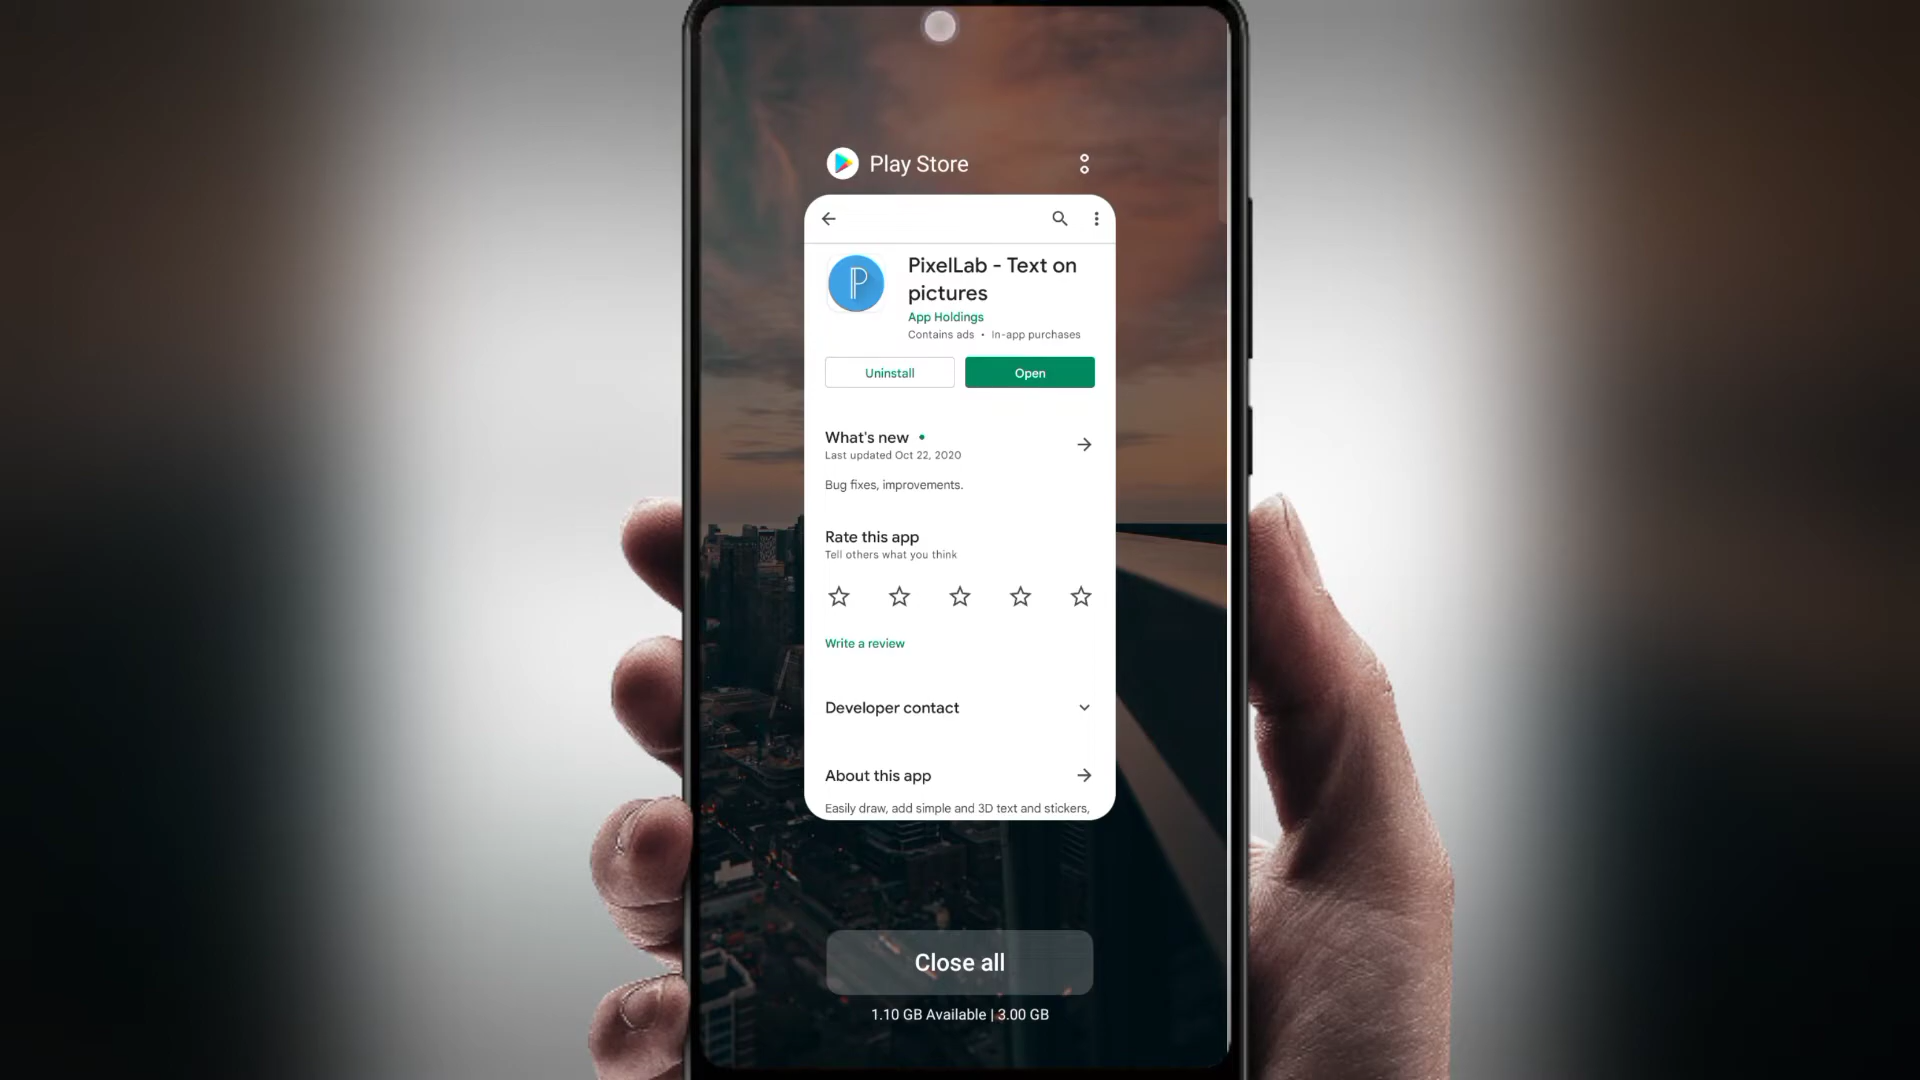 Play Store
PixelLab - Text on
pictures
App Holdings
Contains ads • In-app purchases
Uninstall
Open
What's new •
Last updated Oct 22, 2020
Bug fixes, improvements.
Rate this app
Tell others what you think
Write a review
Developer contact
About this app
Easily draw, add simple and 3D text and stickers,
Close all
1.10 GB Available | 3.00 GB